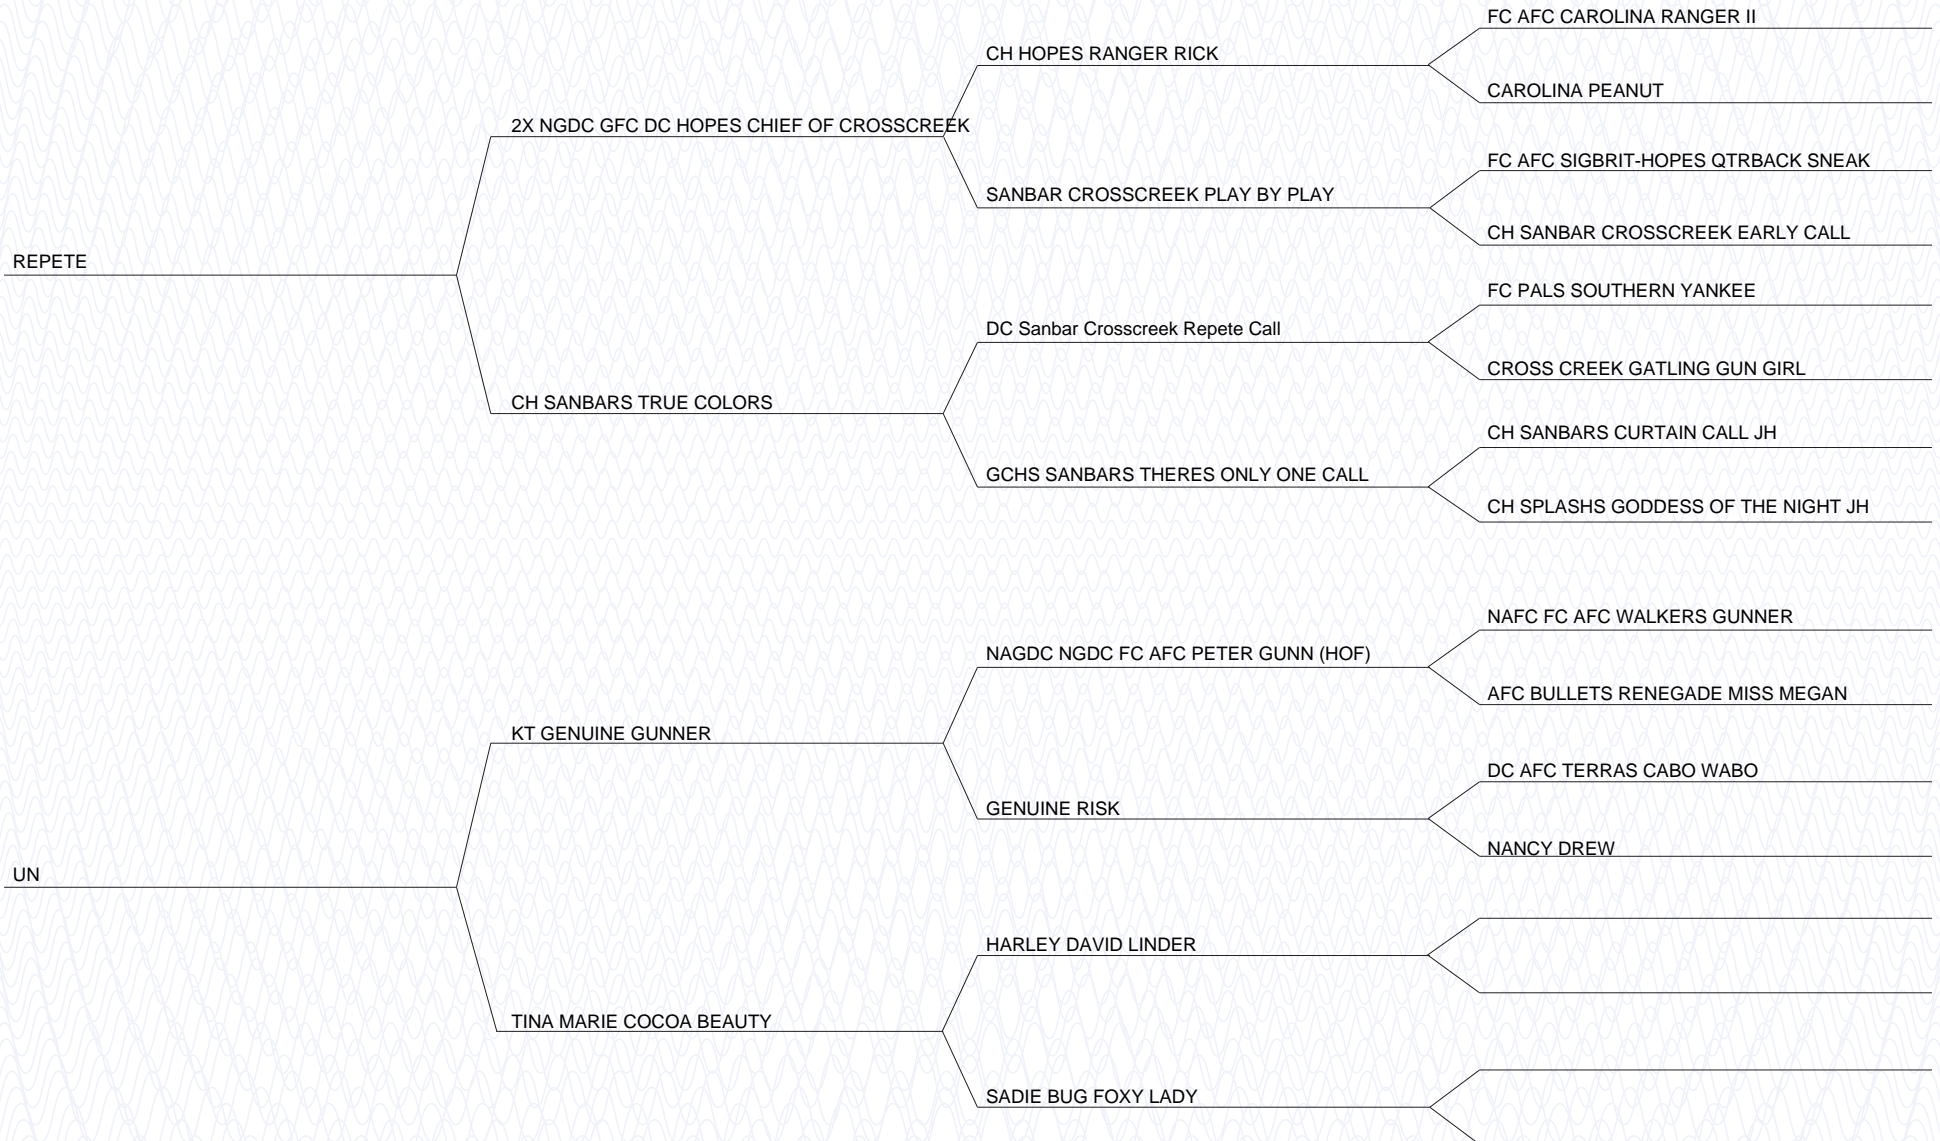 FC AFC CAROLINA RANGER II
CH HOPES RANGER RICK
CAROLINA PEANUT
2X NGDC GFC DC HOPES CHIEF OF CROSSCREEK
FC AFC SIGBRIT-HOPES QTRBACK SNEAK
SANBAR CROSSCREEK PLAY BY PLAY
CH SANBAR CROSSCREEK EARLY CALL
REPETE
FC PALS SOUTHERN YANKEE
DC Sanbar Crosscreek Repete Call
CROSS CREEK GATLING GUN GIRL
CH SANBARS TRUE COLORS
CH SANBARS CURTAIN CALL JH
GCHS SANBARS THERES ONLY ONE CALL
CH SPLASHS GODDESS OF THE NIGHT JH
NAFC FC AFC WALKERS GUNNER
NAGDC NGDC FC AFC PETER GUNN (HOF)
AFC BULLETS RENEGADE MISS MEGAN
KT GENUINE GUNNER
DC AFC TERRAS CABO WABO
GENUINE RISK
NANCY DREW
UN
HARLEY DAVID LINDER
TINA MARIE COCOA BEAUTY
SADIE BUG FOXY LADY